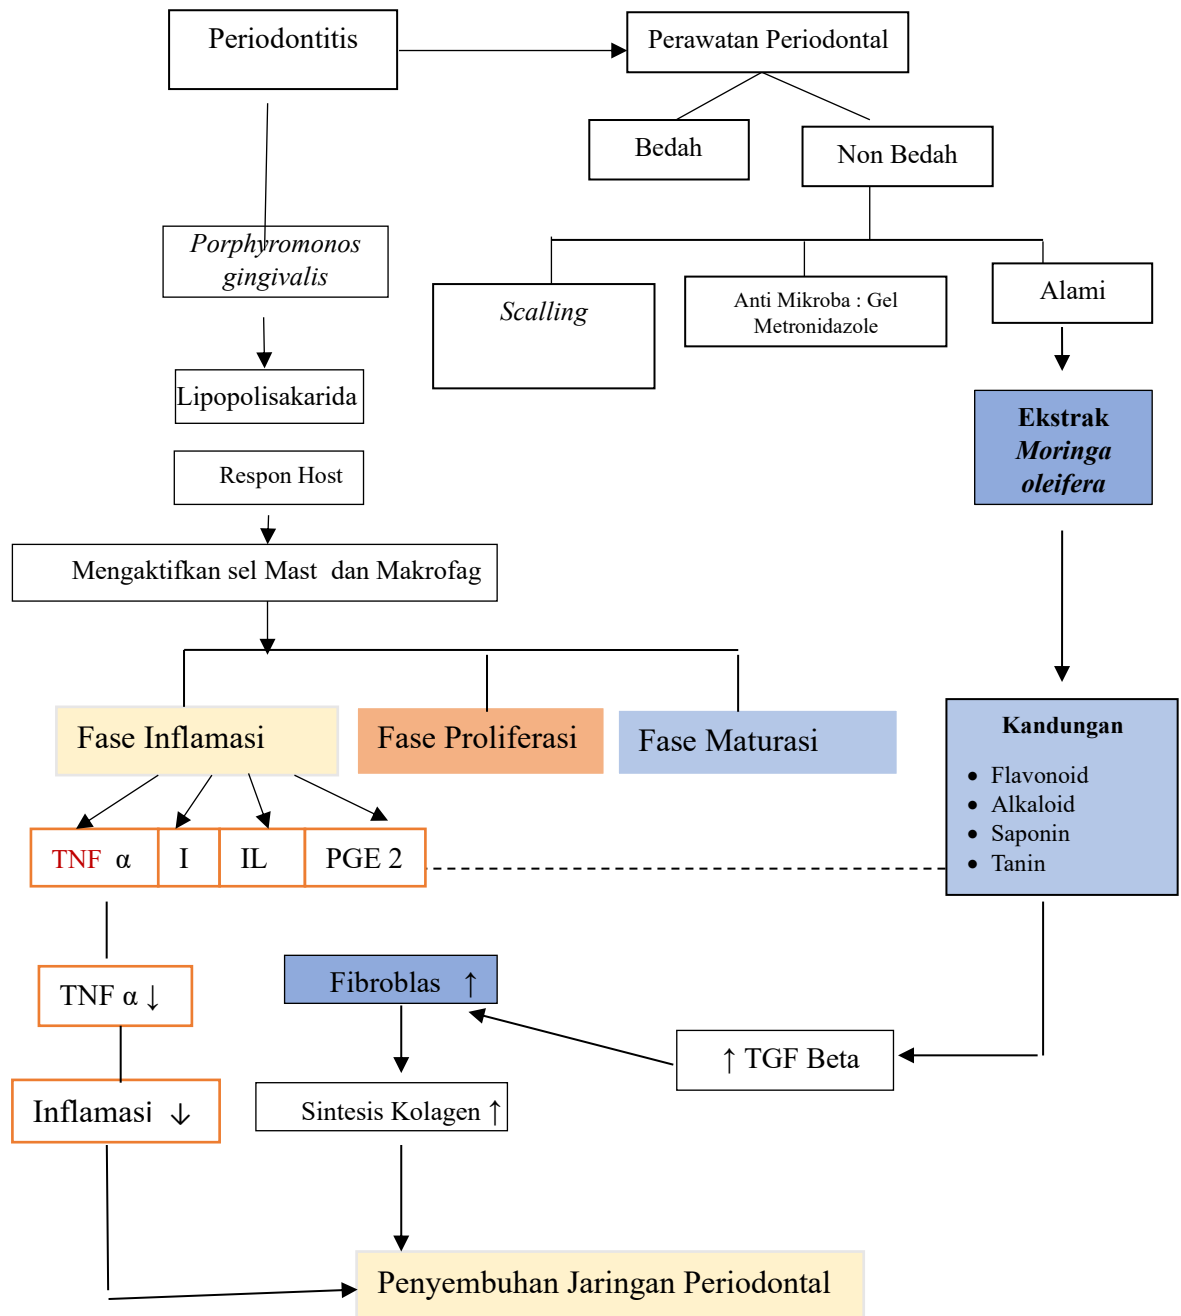 Periodontitis
Perawatan Periodontal
Bedah
Non Bedah
Porphyromonos
gingivalis
Scalling
Anti Mikroba : Gel
Metronidazole
Alami
Lipopolisakarida
Ekstrak
Moringa
oleifera
Respon Host
Mengaktifkan sel Mast dan Makrofag
Fase Inflamasi
Fase Proliferasi
Fase Maturasi
Kandungan
• Flavonoid
• Alkaloid
• Saponin
• Tanin
TNF α
I
IL
PGE 2
TNF α ↓
Fibroblas ↑
↑ TGF Beta
Inflamasi ↓
Sintesis Kolagen ↑
Penyembuhan Jaringan Periodontal